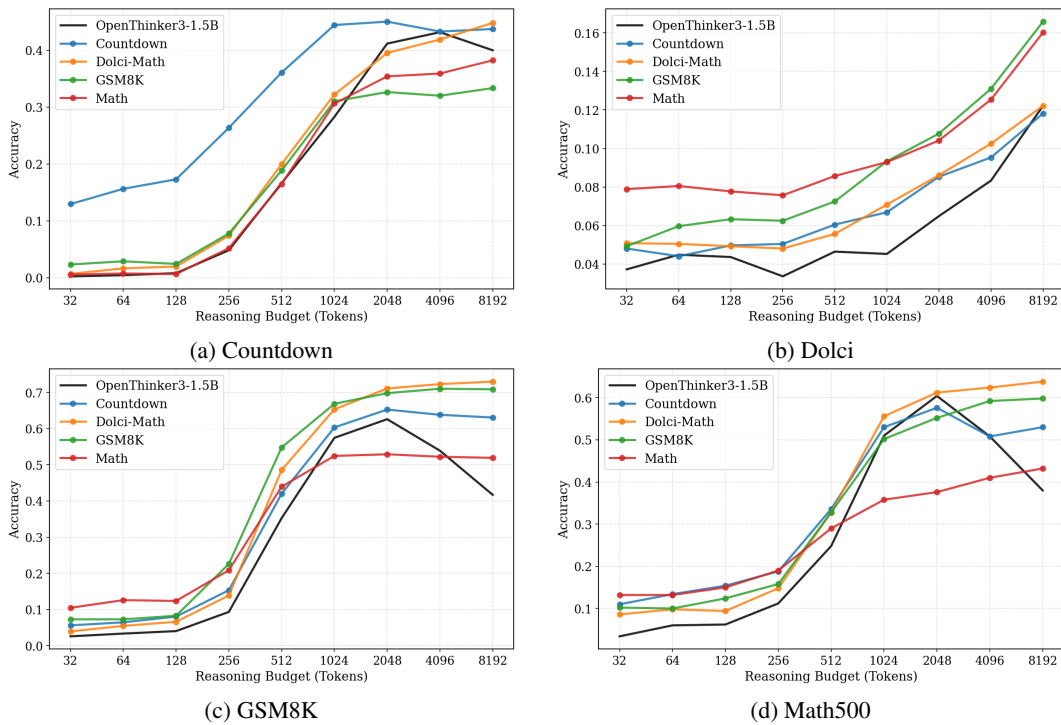 OpenThinker3-1.5B
Countdown
Dolci-Math
GSM8K
Math
Accuracy
0.4
0.3
0.2
0.1
0.0
32 64 128 256 512 1024 2048 4096 8192
Reasoning Budget (Tokens)
(a) Countdown
OpenThinker3-1.5B
Countdown
Dolci-Math
GSM8K
Math
Accuracy
0.16
0.14
0.12
0.10
0.08
0.06
0.04
32 64 128 256 512 1024 2048 4096 8192
Reasoning Budget (Tokens)
(b) Dolci
OpenThinker3-1.5B
Countdown
Dolci-Math
GSM8K
Math
Accuracy
0.7
0.6
0.5
0.4
0.3
0.2
0.1
0.0
32 64 128 256 512 1024 2048 4096 8192
Reasoning Budget (Tokens)
(c) GSM8K
OpenThinker3-1.5B
Countdown
Dolci-Math
GSM8K
Math
Accuracy
0.6
0.5
0.4
0.3
0.2
0.1
32 64 128 256 512 1024 2048 4096 8192
Reasoning Budget (Tokens)
(d) Math500